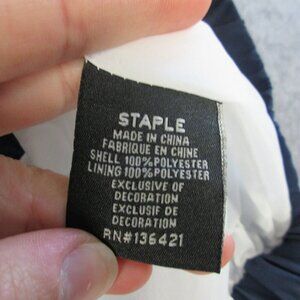 STAPLE
MADE IN CHINA
FABRIQUE EN CHINE
SHELL 100% POLYESTER
LINING 100% POLYESTER
EXCLUSIVE OF
DECORATION
EXCLUSIF DE
DECORATION
RN#136421